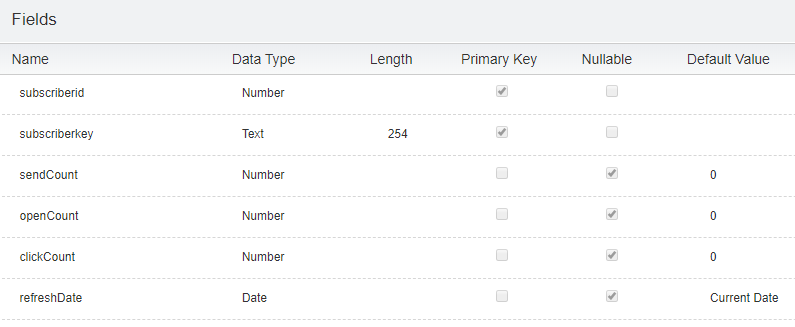 Fields
Name Data Type Length Primary Key Nullable Default Value
subscriberid Number
subscriberkey Text 254
sendCount Number 0
openCount Number 0
clickCount Number 0
refreshDate Date Current Date